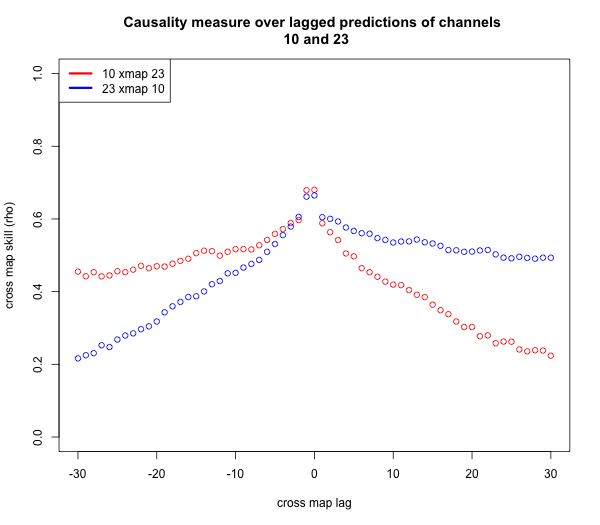 Causality measure over lagged predictions of channels
10 and 23
10 xmap 23
23 xmap 10
cross map skill (rho)
1.0
0.8
0.6
0.4
0.2
0.0
-30 -20 -10 0 10 20 30
cross map lag